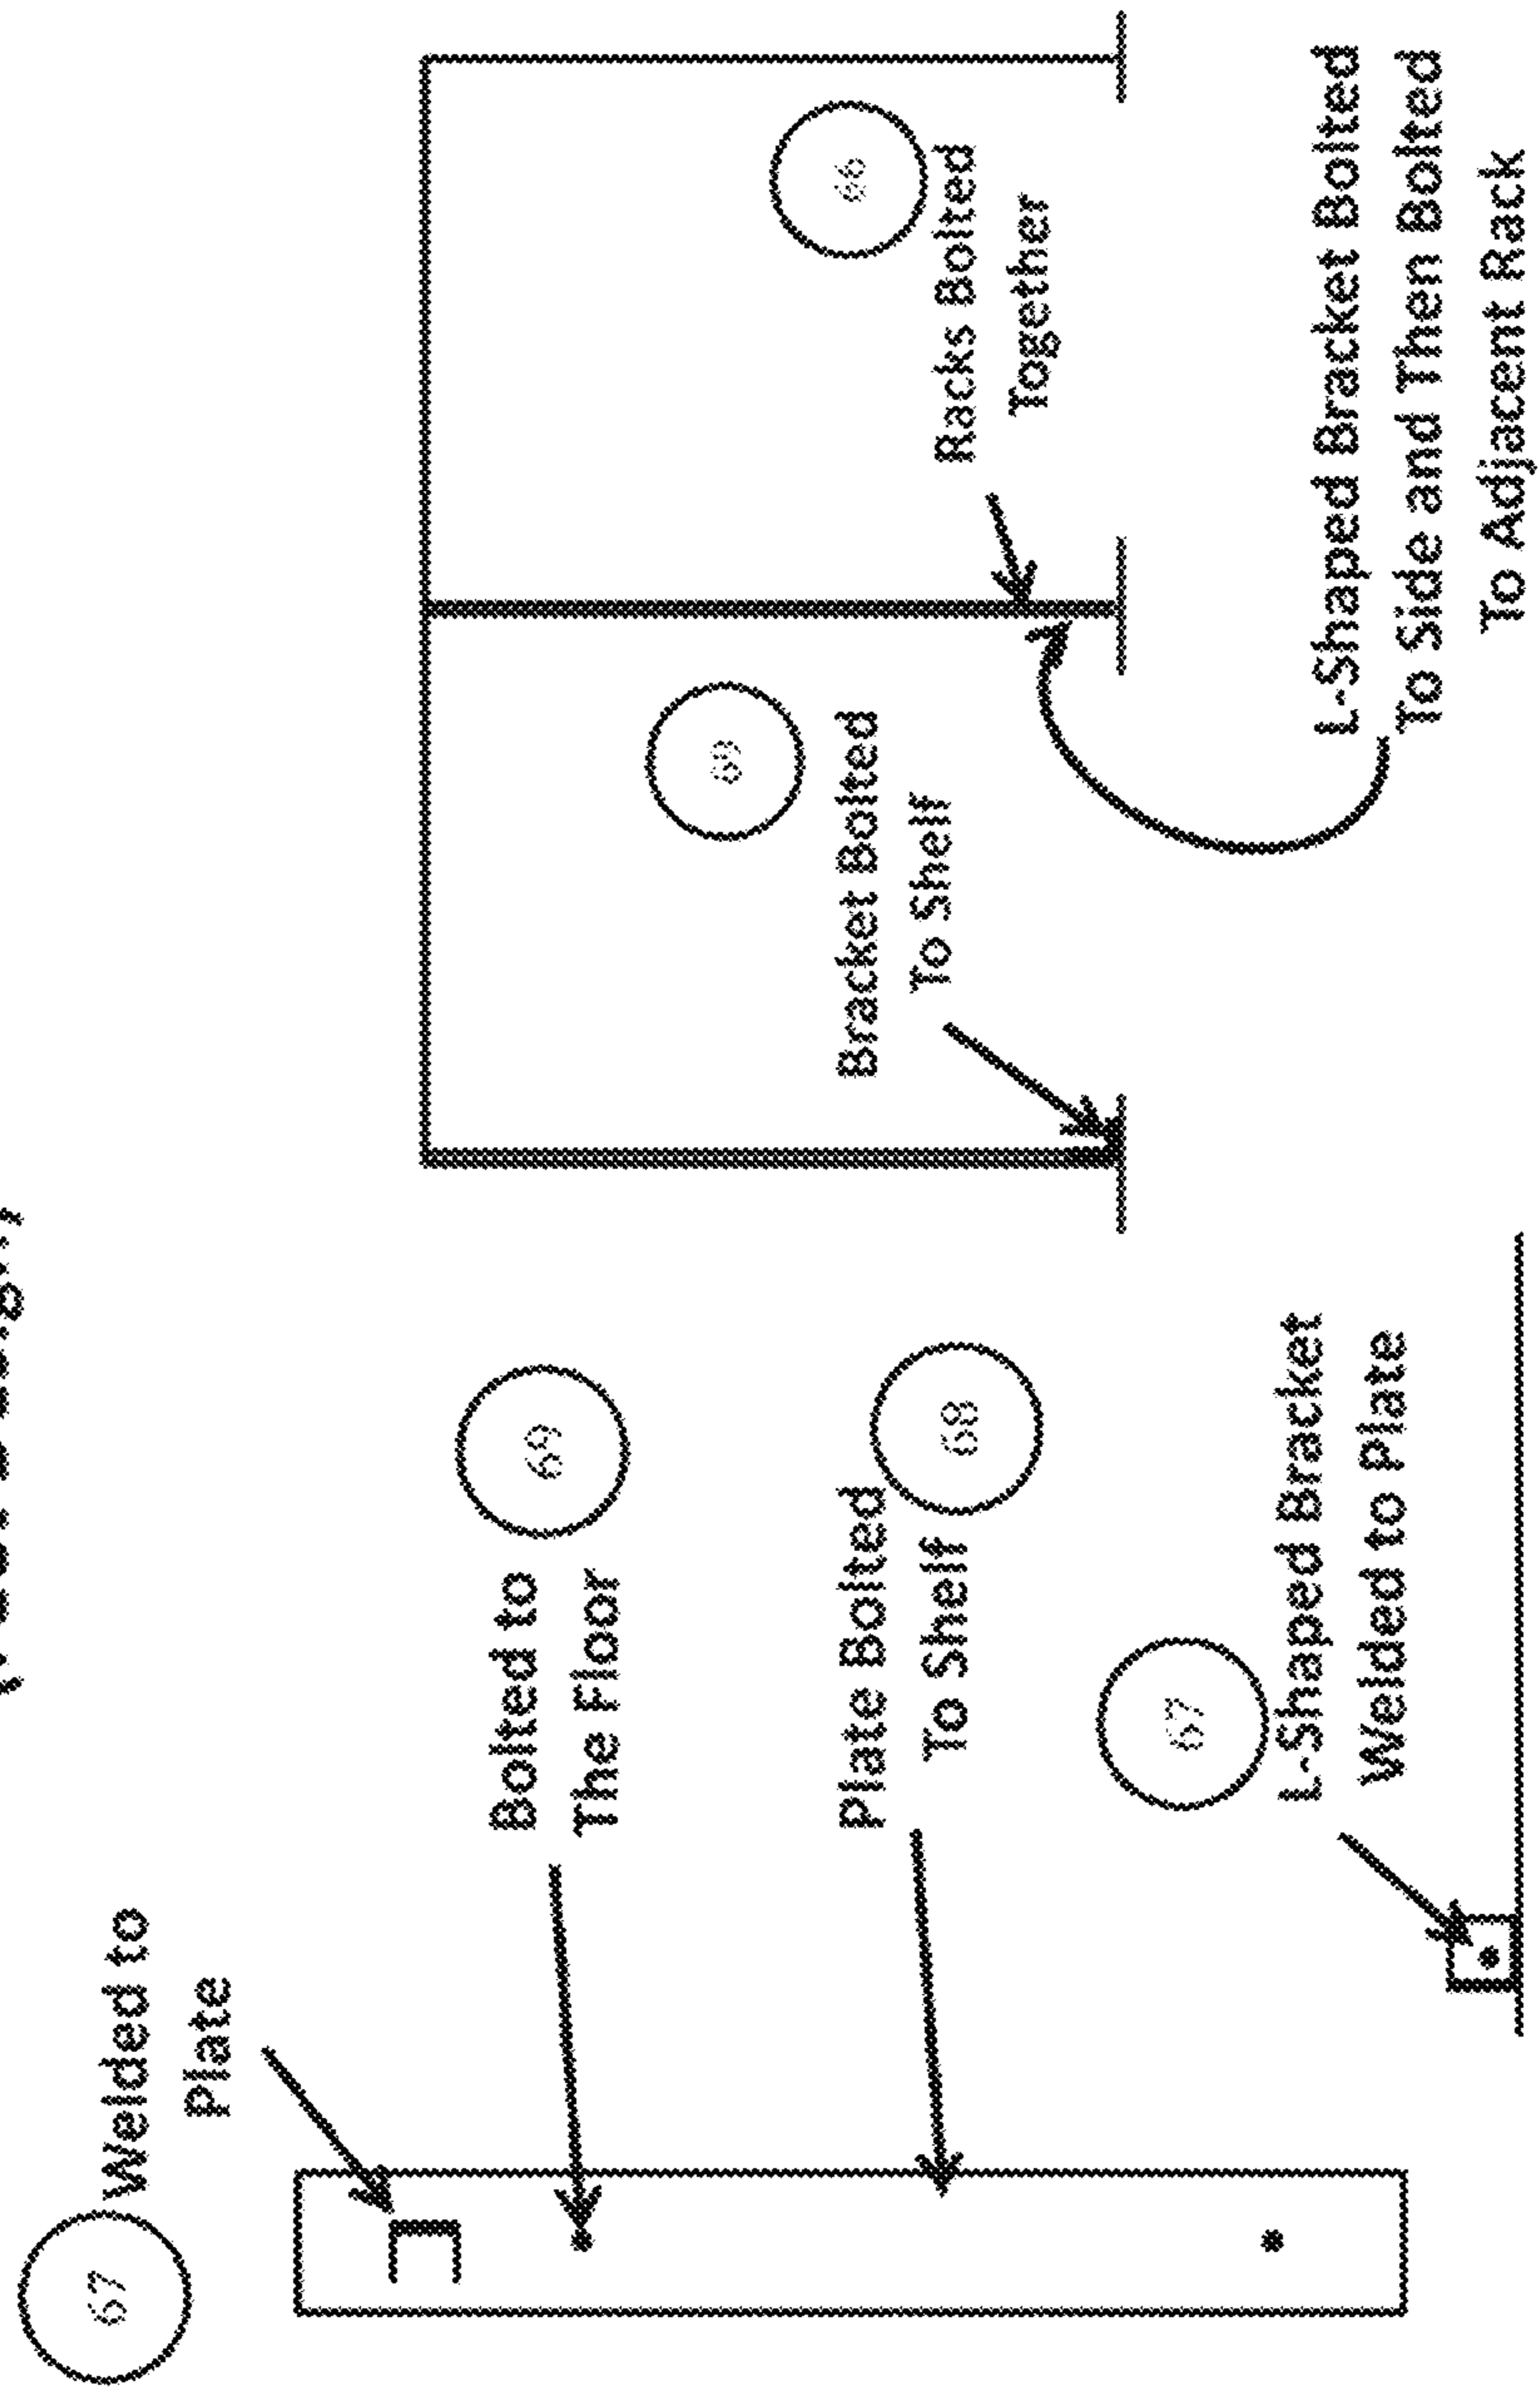 67
Welded to
Plate
69
Bolted to
The Floor
68
Plate Bolted
To Shelf
67
L-Shaped Bracket
Welded to Plate
69
Bracket Bolted
To Shelf
66
Racks Bolted
Together
L-Shaped Bracket Bolted
To Side and Then Bolted
To Adjacent Rack